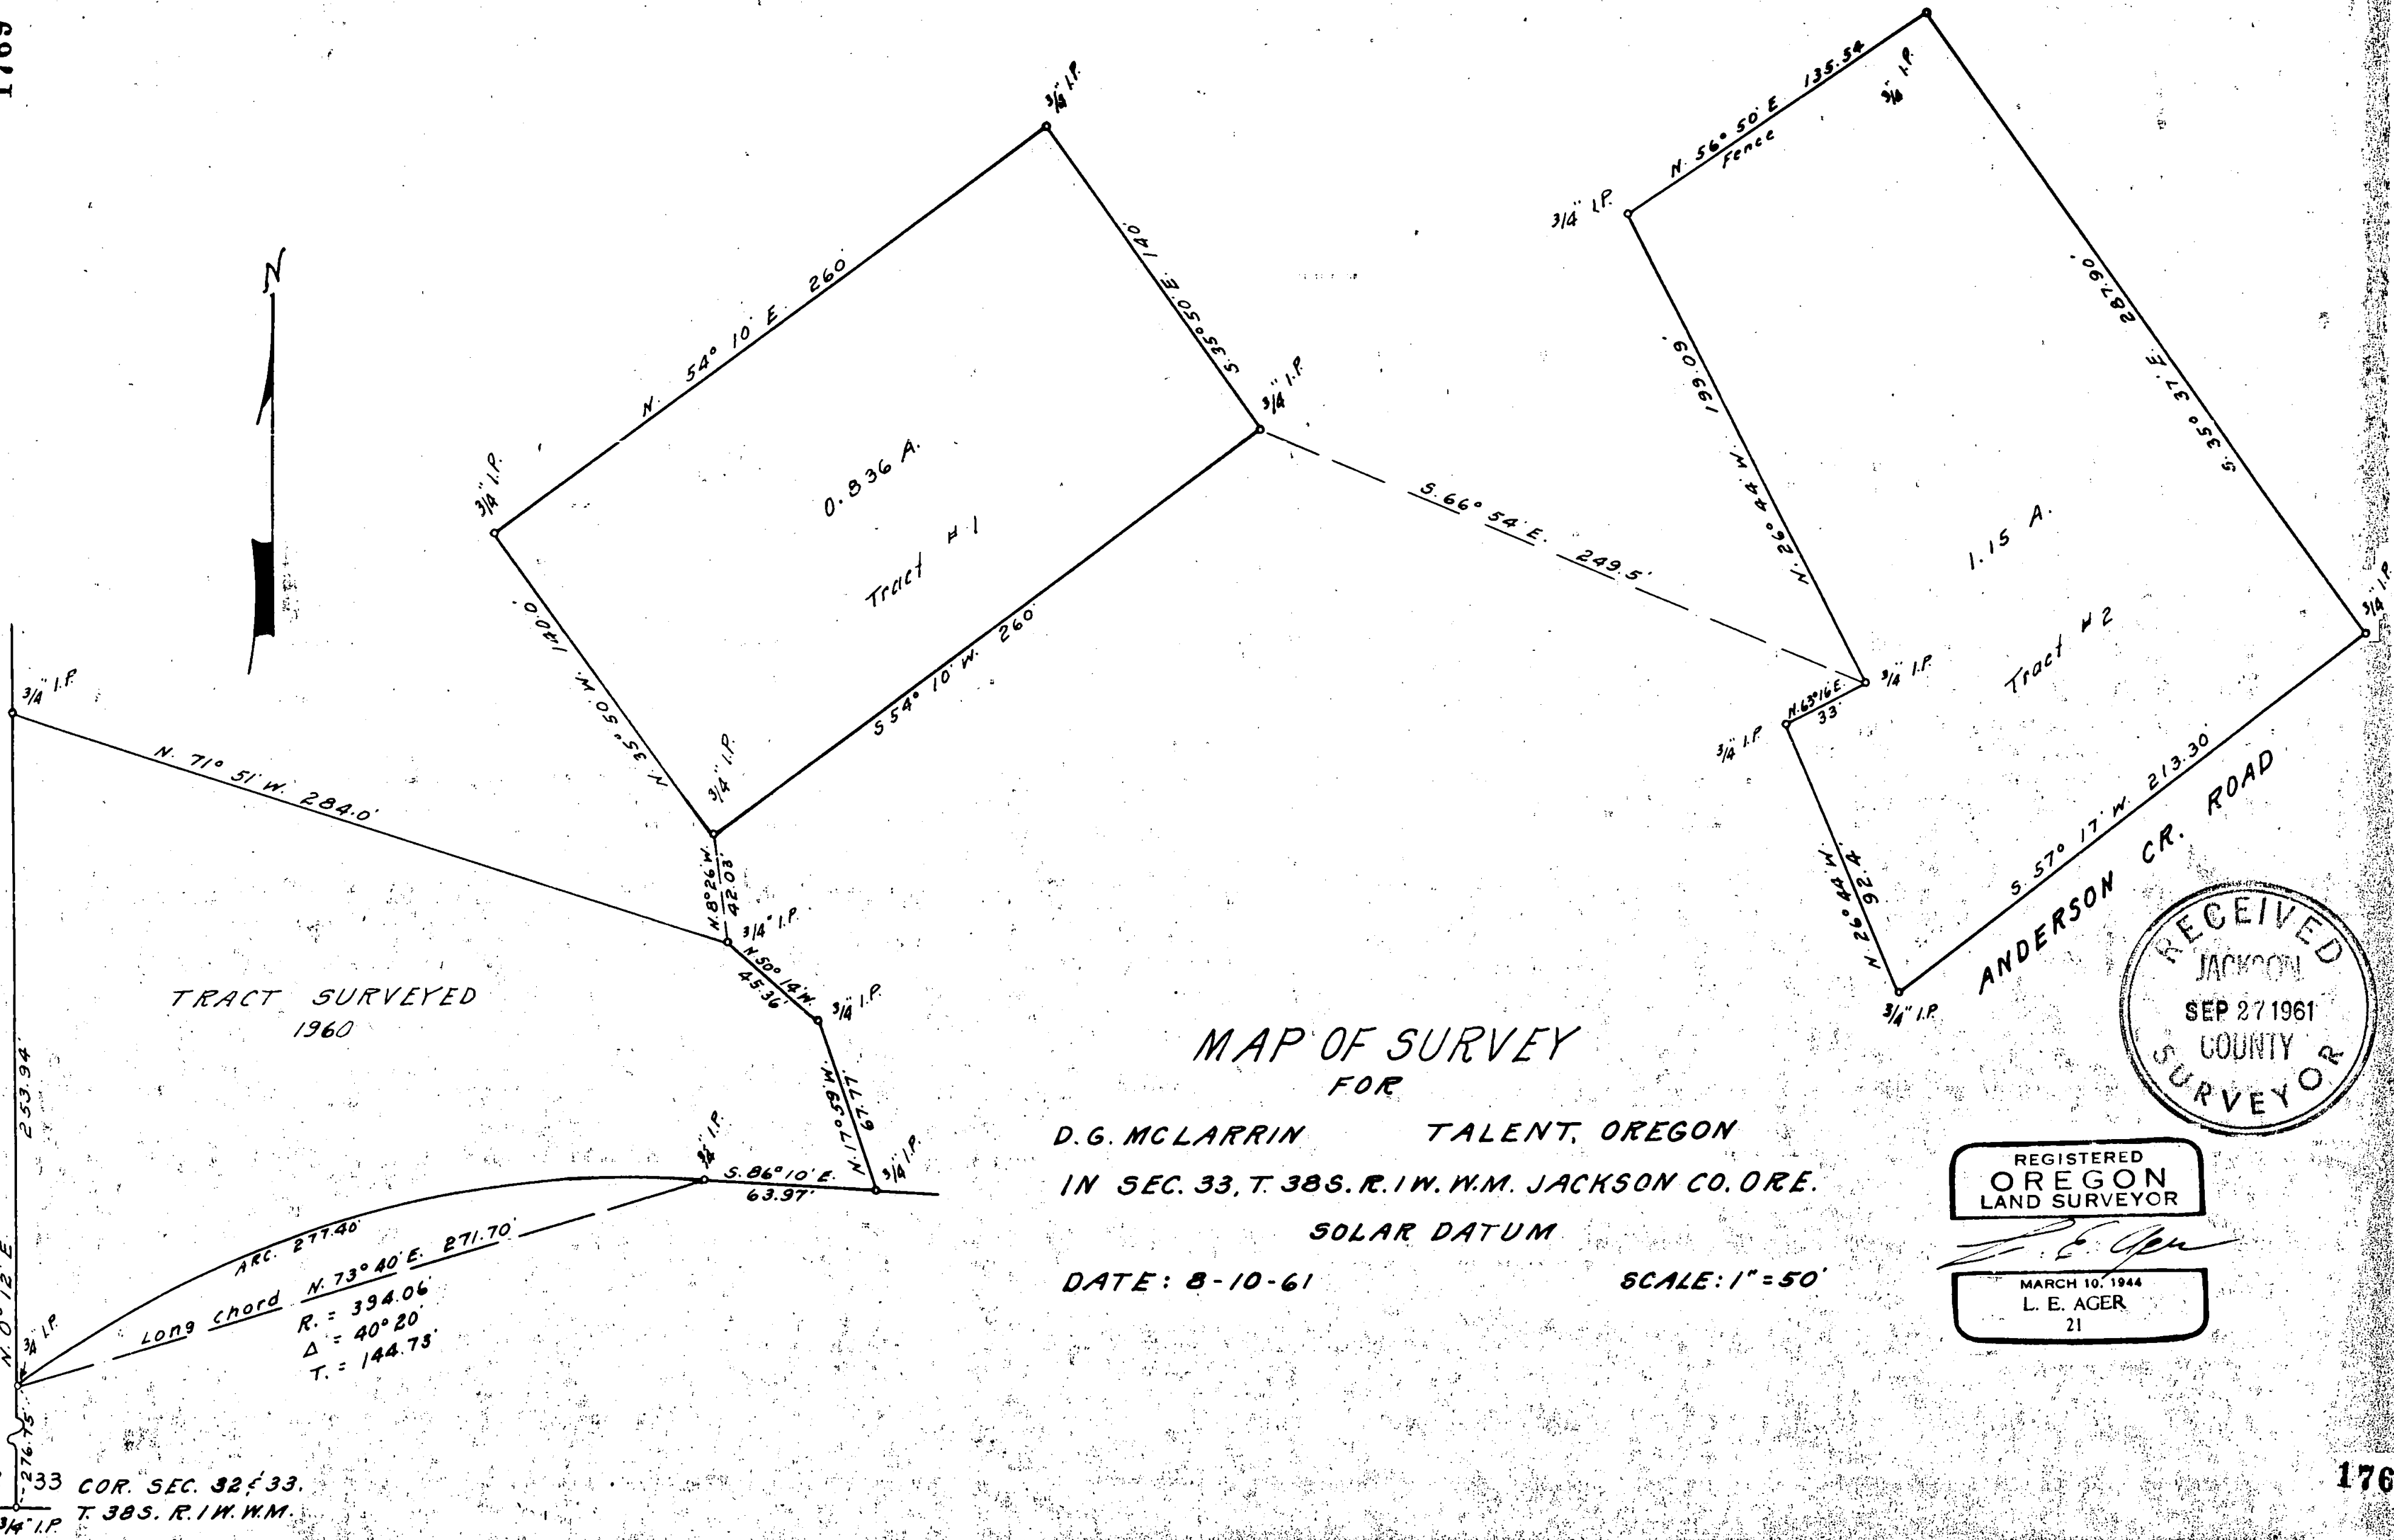 1769
N
3/4" I.P.
N. 54° 10' E. 260'
3/4" I.P.
S. 35° 50' E. 140'
3/4" I.P.
S 54° 10' W. 260'
3/4" I.P.
N. 35° 50' W. 140.0'
0.836 A.
Tract # 1
S. 66° 54' E. 249.5'
3/4" I.P.
N. 56° 50' E. 135.54
Fence
3/4" I.P.
S. 35° 37' E. 287.90'
3/4" I.P.
N. 26° 44' W. 199.09'
1.15 A.
Tract # 2
3/4" I.P.
N. 63° 16' E.
33'
3/4" I.P.
N 26° 44' W.
92.4'
3/4" I.P.
S. 57° 17' W. 213.30'
ANDERSON CR. ROAD
3/4" I.P.
N. 71° 51' W. 284.0'
N. 8° 26' W.
42.03'
3/4" I.P.
N 50° 14' W.
45.36'
3/4" I.P.
N. 17° 59' W.
67.77'
3/4" I.P.
3/4" I.P.
S. 86° 10' E.
63.97'
TRACT SURVEYED
1960
N. 0° 12' E. 253.94'
ARC. 277.40'
Long chord N. 73° 40' E. 271.70'
R. = 394.06'
Δ = 40° 20'
T. = 144.73'
3/4 I.P.
276.75
33 COR. SEC. 32 & 33.
T. 38S. R. 1W. W.M.
3/4" I.P.
MAP OF SURVEY
FOR
D.G. MCLARRIN TALENT, OREGON
IN SEC. 33, T. 38S. R. 1W. W.M. JACKSON CO. ORE.
SOLAR DATUM
DATE: 8-10-61 SCALE: 1" = 50'
RECEIVED
JACKSON
SEP 27 1961
COUNTY
SURVEYOR
REGISTERED
OREGON
LAND SURVEYOR
L. E. Ager
MARCH 10, 1944
L. E. AGER
21
176